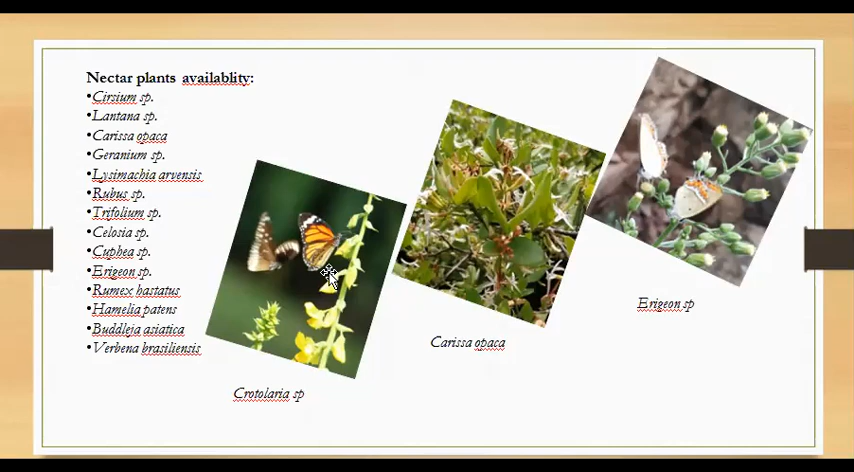 Nectar plants availablity:
•Cirsium sp.
•Lantana sp.
•Carissa opaca
•Geranium sp.
•Lysimachia arvensis
•Rubus sp.
•Trifolium sp.
•Celosia sp.
•Cuphea sp.
•Erigeon sp.
•Rumex hastatus
•Hamelia patens
•Buddleja asiatica
•Verbena brasiliensis
Crotolaria sp
Carissa opaca
Erigeon sp